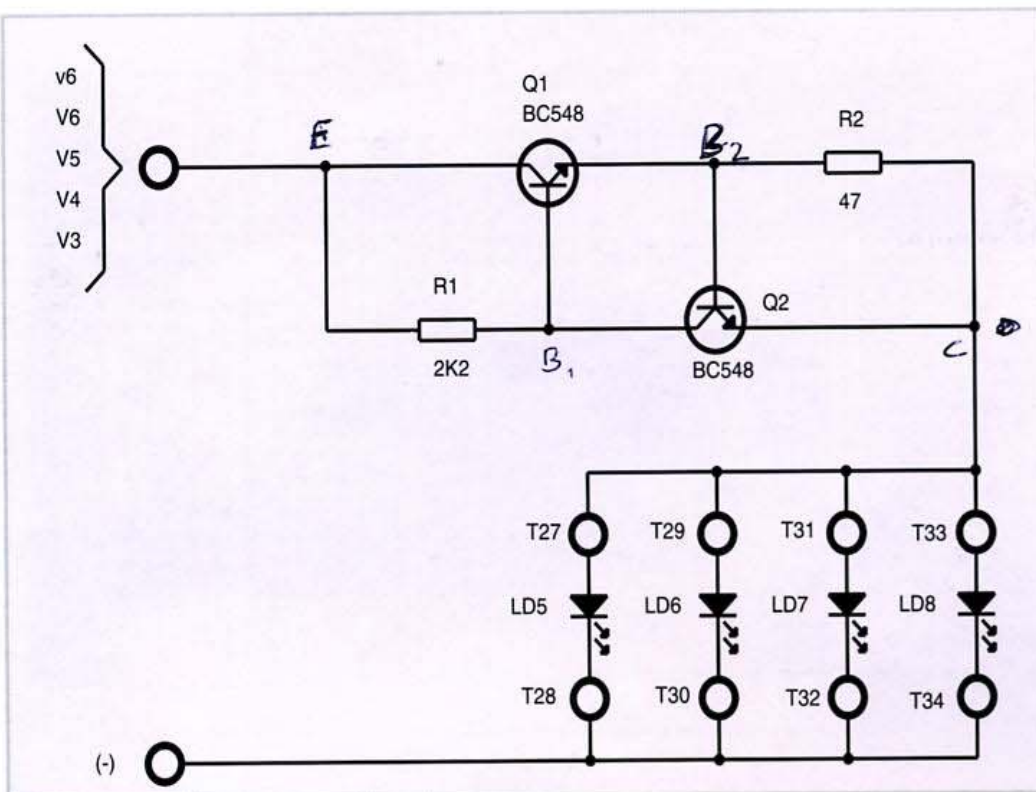 v6
V6
V5
V4
V3
E
Q1
BC548
B2
R2
47
R1
2K2
B1
Q2
BC548
C
T27
T29
T31
T33
LD5
LD6
LD7
LD8
T28
T30
T32
T34
(-)